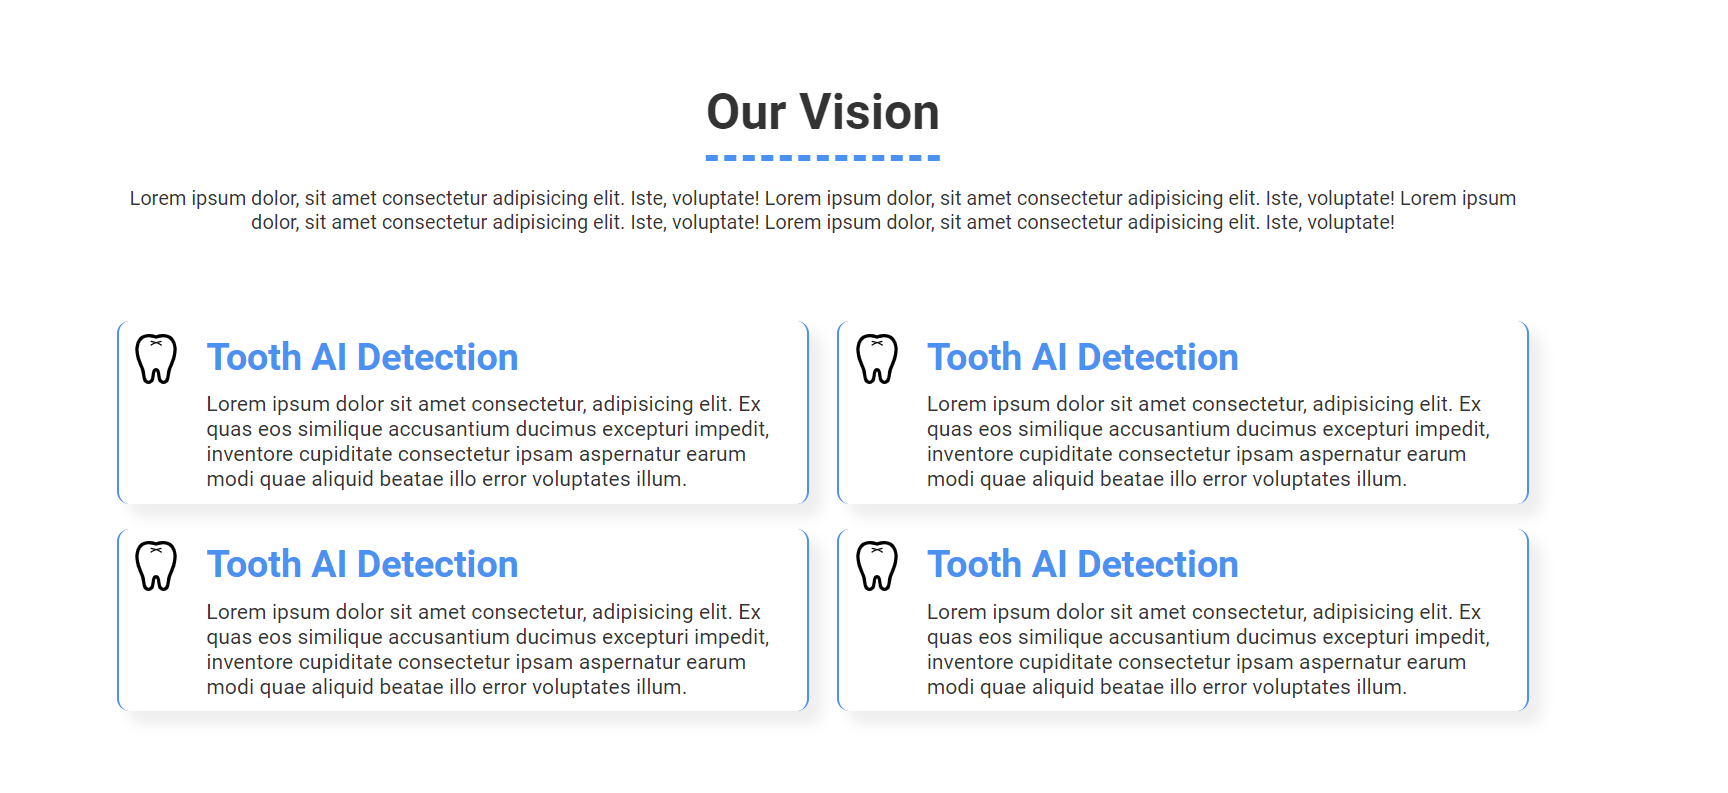 Our Vision
Lorem ipsum dolor, sit amet consectetur adipisicing elit. Iste, voluptate! Lorem ipsum dolor, sit amet consectetur adipisicing elit. Iste, voluptate! Lorem ipsum
dolor, sit amet consectetur adipisicing elit. Iste, voluptate! Lorem ipsum dolor, sit amet consectetur adipisicing elit. Iste, voluptate!
Tooth AI Detection
Lorem ipsum dolor sit amet consectetur, adipisicing elit. Ex
quas eos similique accusantium ducimus excepturi impedit,
inventore cupiditate consectetur ipsam aspernatur earum
modi quae aliquid beatae illo error voluptates illum.
Tooth AI Detection
Lorem ipsum dolor sit amet consectetur, adipisicing elit. Ex
quas eos similique accusantium ducimus excepturi impedit,
inventore cupiditate consectetur ipsam aspernatur earum
modi quae aliquid beatae illo error voluptates illum.
Tooth AI Detection
Lorem ipsum dolor sit amet consectetur, adipisicing elit. Ex
quas eos similique accusantium ducimus excepturi impedit,
inventore cupiditate consectetur ipsam aspernatur earum
modi quae aliquid beatae illo error voluptates illum.
Tooth AI Detection
Lorem ipsum dolor sit amet consectetur, adipisicing elit. Ex
quas eos similique accusantium ducimus excepturi impedit,
inventore cupiditate consectetur ipsam aspernatur earum
modi quae aliquid beatae illo error voluptates illum.